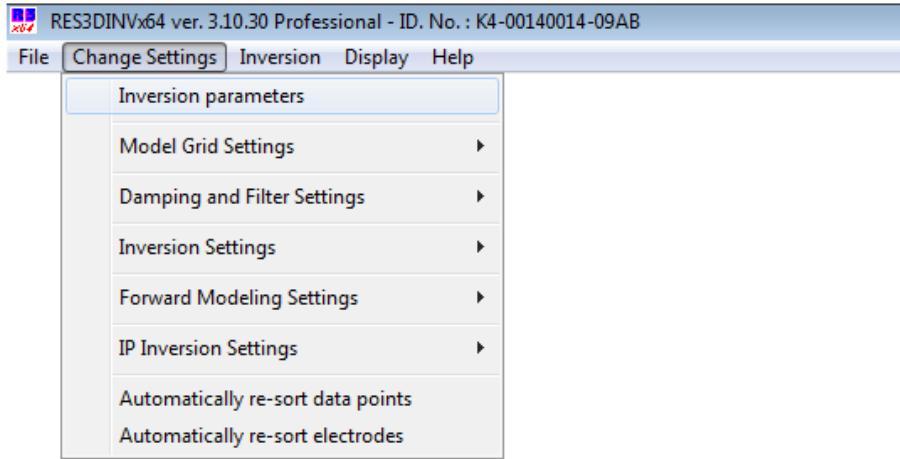 R3 x64 RES3DINVx64 ver. 3.10.30 Professional - ID. No. : K4-00140014-09AB
File Change Settings Inversion Display Help
Inversion parameters
Model Grid Settings
Damping and Filter Settings
Inversion Settings
Forward Modeling Settings
IP Inversion Settings
Automatically re-sort data points
Automatically re-sort electrodes